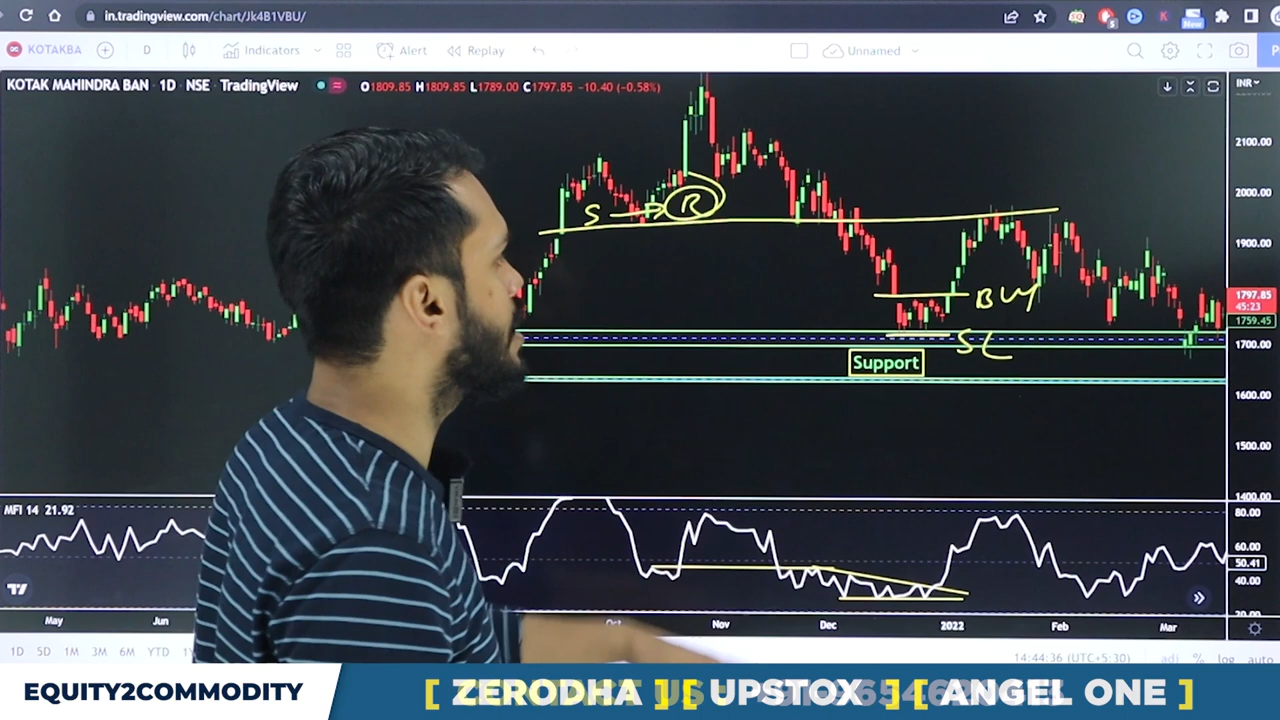 in.tradingview.com/chart/Jk4B1VBU/
KOTAKBA D Indicators Alert Replay Unnamed
KOTAK MAHINDRA BAN · 1D · NSE · TradingView O1809.85 H1809.85 L1789.00 C1797.85 -10.40 (-0.58%)
INR
2100.00
2000.00
S R
1900.00
BUY
1797.85
45:23
1759.45
1700.00
SL
Support
1600.00
1500.00
1400.00
MFI 14 21.92
80.00
60.00
50.41
40.00
20.00
May Jun Oct Nov Dec 2022 Feb Mar
1D 5D 1M 3M 6M YTD 14:44:36 (UTC+5:30) adj % log auto
EQUITY2COMMODITY [ ZERODHA ] [ UPSTOX ] [ ANGEL ONE ]